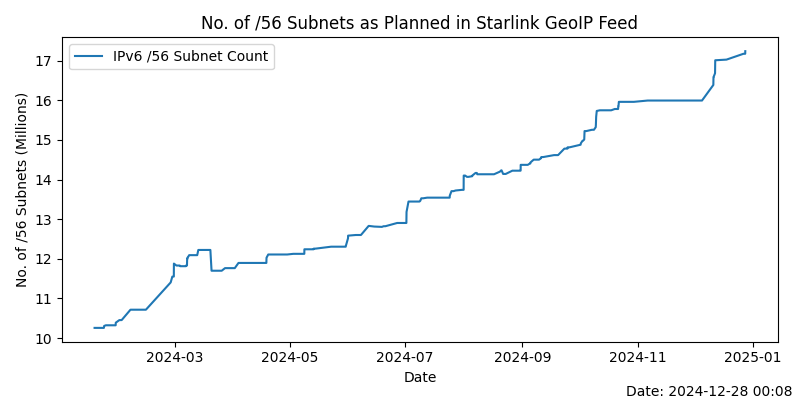 No. of /56 Subnets as Planned in Starlink GeoIP Feed
IPv6 /56 Subnet Count
No. of /56 Subnets (Millions)
17
16
15
14
13
12
11
10
2024-03 2024-05 2024-07 2024-09 2024-11 2025-01
Date
Date: 2024-12-28 00:08